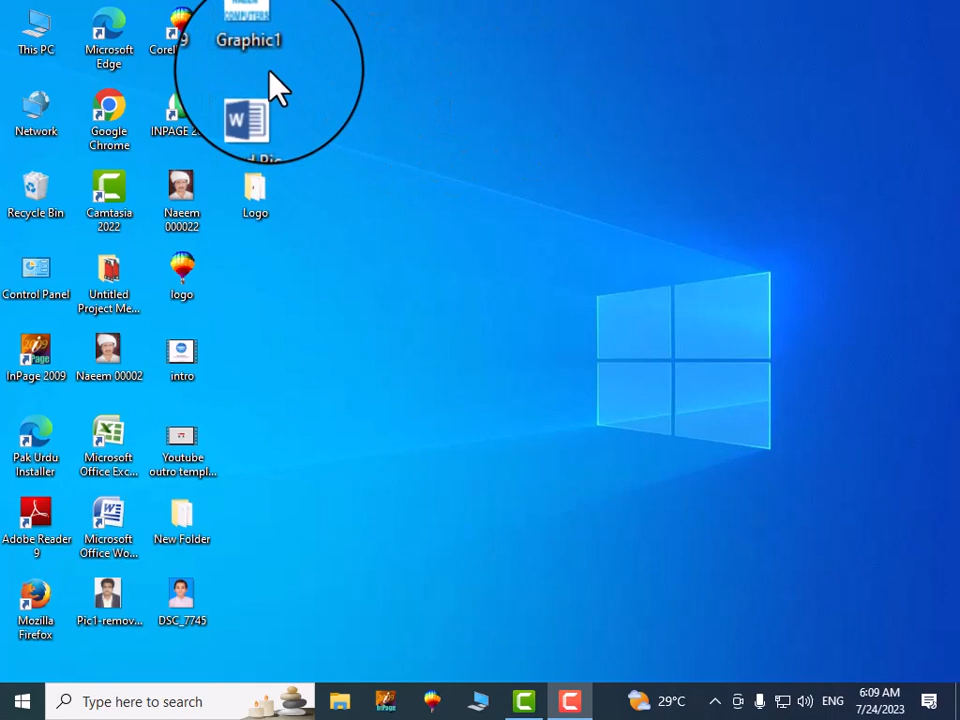 This PC
Microsoft
Edge
Corel
9
COMPUTERS
Graphic1
Network
Google
Chrome
INPAGE 20
Recycle Bin
Camtasia
2022
Naeem
000022
Logo
Control Panel
Untitled
Project Me...
logo
InPage 2009
Naeem 00002
intro
Pak Urdu
Installer
Microsoft
Office Exc...
Youtube
outro templ...
Adobe Reader
9
Microsoft
Office Wo...
New Folder
Mozilla
Firefox
Pic1-remov...
DSC_7745
Type here to search
29°C
ENG
6:09 AM
7/24/2023